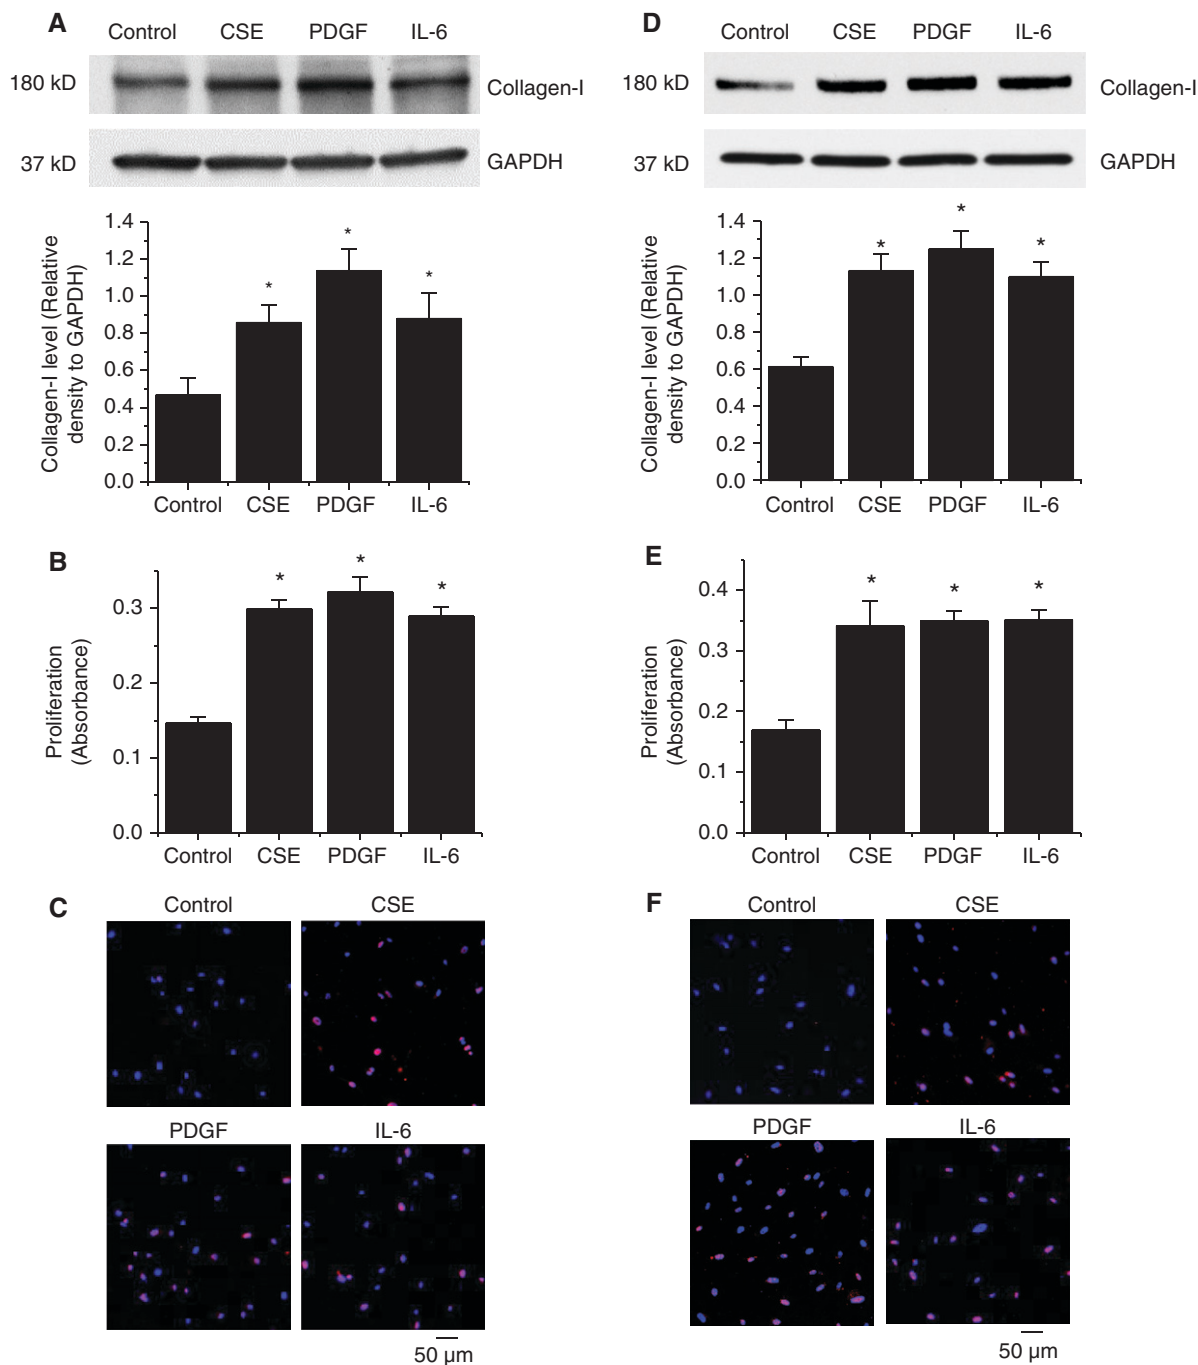 A
Control CSE PDGF IL-6
180 kD
Collagen-I
37 kD
GAPDH
Collagen-I level (Relative
density to GAPDH)
1.4
1.2
1.0
0.8
0.6
0.4
0.2
0.0
* * *
Control CSE PDGF IL-6
B
Proliferation
(Absorbance)
0.3
0.2
0.1
0.0
* * *
Control CSE PDGF IL-6
C
Control CSE
PDGF IL-6
50 µm
D
Control CSE PDGF IL-6
180 kD
Collagen-I
37 kD
GAPDH
Collagen-I level (Relative
density to GAPDH)
1.4
1.2
1.0
0.8
0.6
0.4
0.2
0.0
* * *
Control CSE PDGF IL-6
E
Proliferation
(Absorbance)
0.4
0.3
0.2
0.1
0.0
* * *
Control CSE PDGF IL-6
F
Control CSE
PDGF IL-6
50 µm